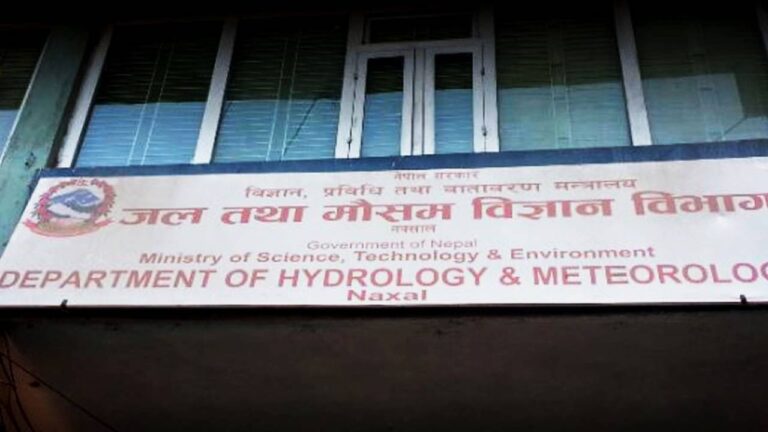 नेपाल सरकार
विज्ञान, प्रविधि तथा वातावरण मन्त्रालय
जल तथा मौसम विज्ञान विभाग
नक्साल
Government of Nepal
Ministry of Science, Technology & Environment
DEPARTMENT OF HYDROLOGY & METEOROLOG
Naxal